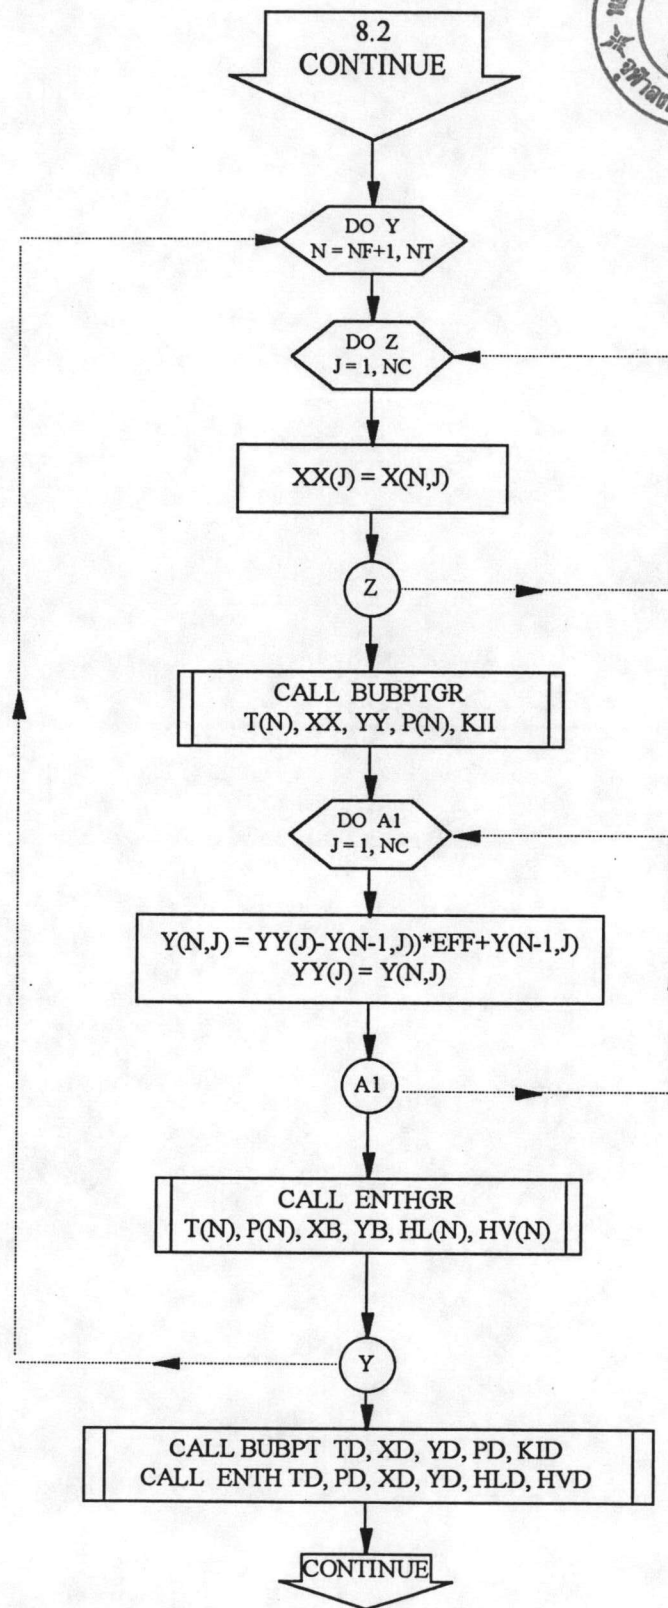 8.2
CONTINUE
DO Y
N = NF+1, NT
DO Z
J = 1, NC
XX(J) = X(N,J)
Z
CALL BUBPTGR
T(N), XX, YY, P(N), KII
DO A1
J = 1, NC
Y(N,J) = YY(J)-Y(N-1,J))*EFF+Y(N-1,J)
YY(J) = Y(N,J)
A1
CALL ENTHGR
T(N), P(N), XB, YB, HL(N), HV(N)
Y
CALL BUBPT TD, XD, YD, PD, KID
CALL ENTH TD, PD, XD, YD, HLD, HVD
CONTINUE